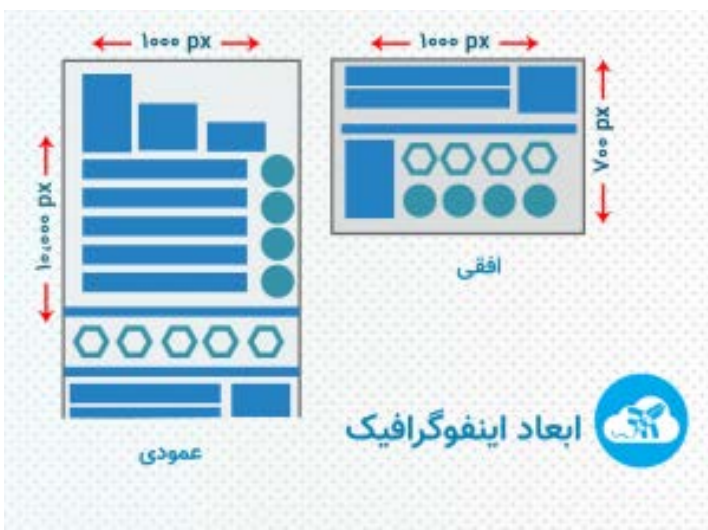 ۱۰۰۰ px
۱۰۰۰ px
۱۰,۰۰۰ px
۷۰۰ px
افقی
عمودی
ابعاد اینفوگرافیک